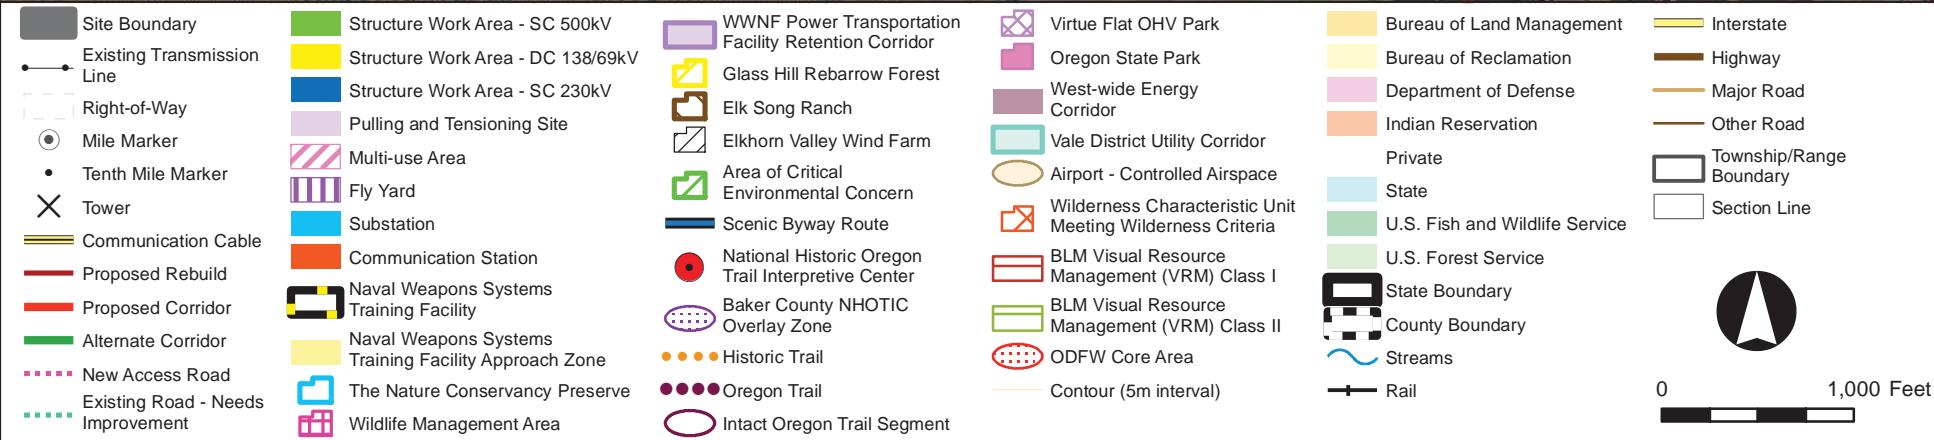 Site Boundary
Existing Transmission
Line
Right-of-Way
Mile Marker
Tenth Mile Marker
Tower
Communication Cable
Proposed Rebuild
Proposed Corridor
Alternate Corridor
New Access Road
Existing Road - Needs
Improvement
Structure Work Area - SC 500kV
Structure Work Area - DC 138/69kV
Structure Work Area - SC 230kV
Pulling and Tensioning Site
Multi-use Area
Fly Yard
Substation
Communication Station
Naval Weapons Systems
Training Facility
Naval Weapons Systems
Training Facility Approach Zone
The Nature Conservancy Preserve
Wildlife Management Area
WWNF Power Transportation
Facility Retention Corridor
Glass Hill Rebarrow Forest
Elk Song Ranch
Elkhorn Valley Wind Farm
Area of Critical
Environmental Concern
Scenic Byway Route
National Historic Oregon
Trail Interpretive Center
Baker County NHOTIC
Overlay Zone
Historic Trail
Oregon Trail
Intact Oregon Trail Segment
Virtue Flat OHV Park
Oregon State Park
West-wide Energy
Corridor
Vale District Utility Corridor
Airport - Controlled Airspace
Wilderness Characteristic Unit
Meeting Wilderness Criteria
BLM Visual Resource
Management (VRM) Class I
BLM Visual Resource
Management (VRM) Class II
ODFW Core Area
Contour (5m interval)
Bureau of Land Management
Bureau of Reclamation
Department of Defense
Indian Reservation
Private
State
U.S. Fish and Wildlife Service
U.S. Forest Service
State Boundary
County Boundary
Streams
Rail
Interstate
Highway
Major Road
Other Road
Township/Range
Boundary
Section Line
0 1,000 Feet